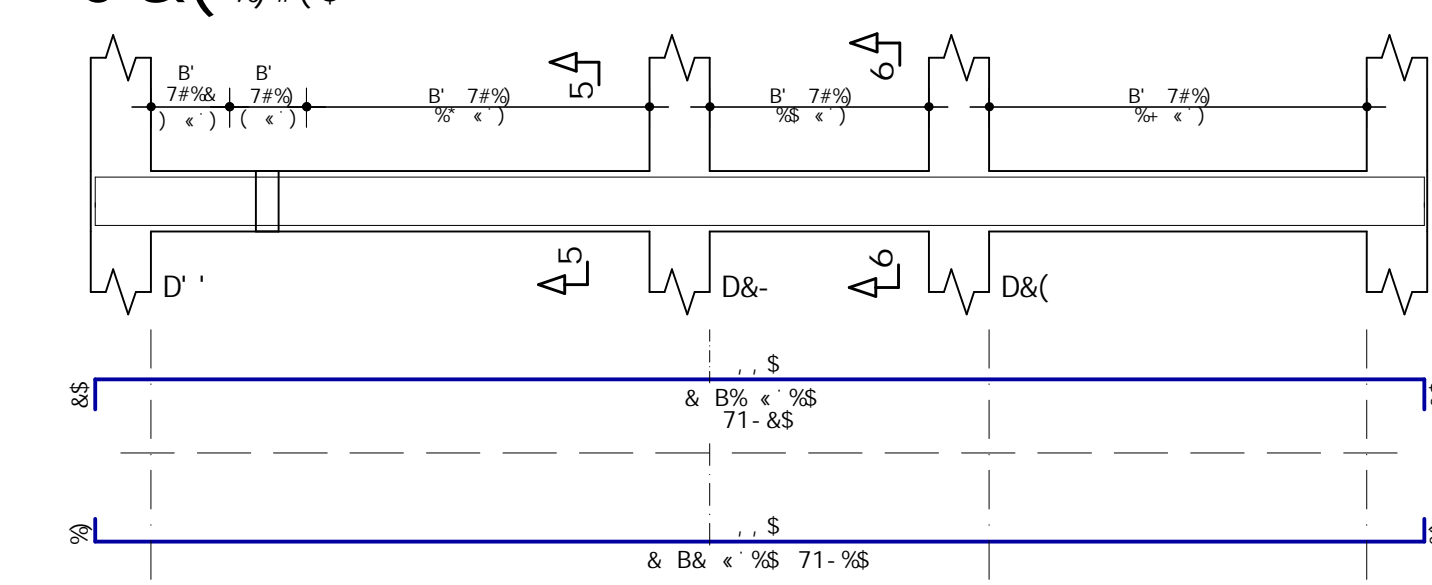 B' 7#%&
) « ˙ )
B' 7#%)
( « ˙ )
B' 7#%)
%* « ˙ )
5
B' 7#%)
%$ « ˙ )
6
B' 7#%)
%+ « ˙ )
D' '
5
D&-
6
D&(
&$
, , $
& B% « ˙ %$
71- &$
%)
, , $
& B& « ˙ %$ 71- %$